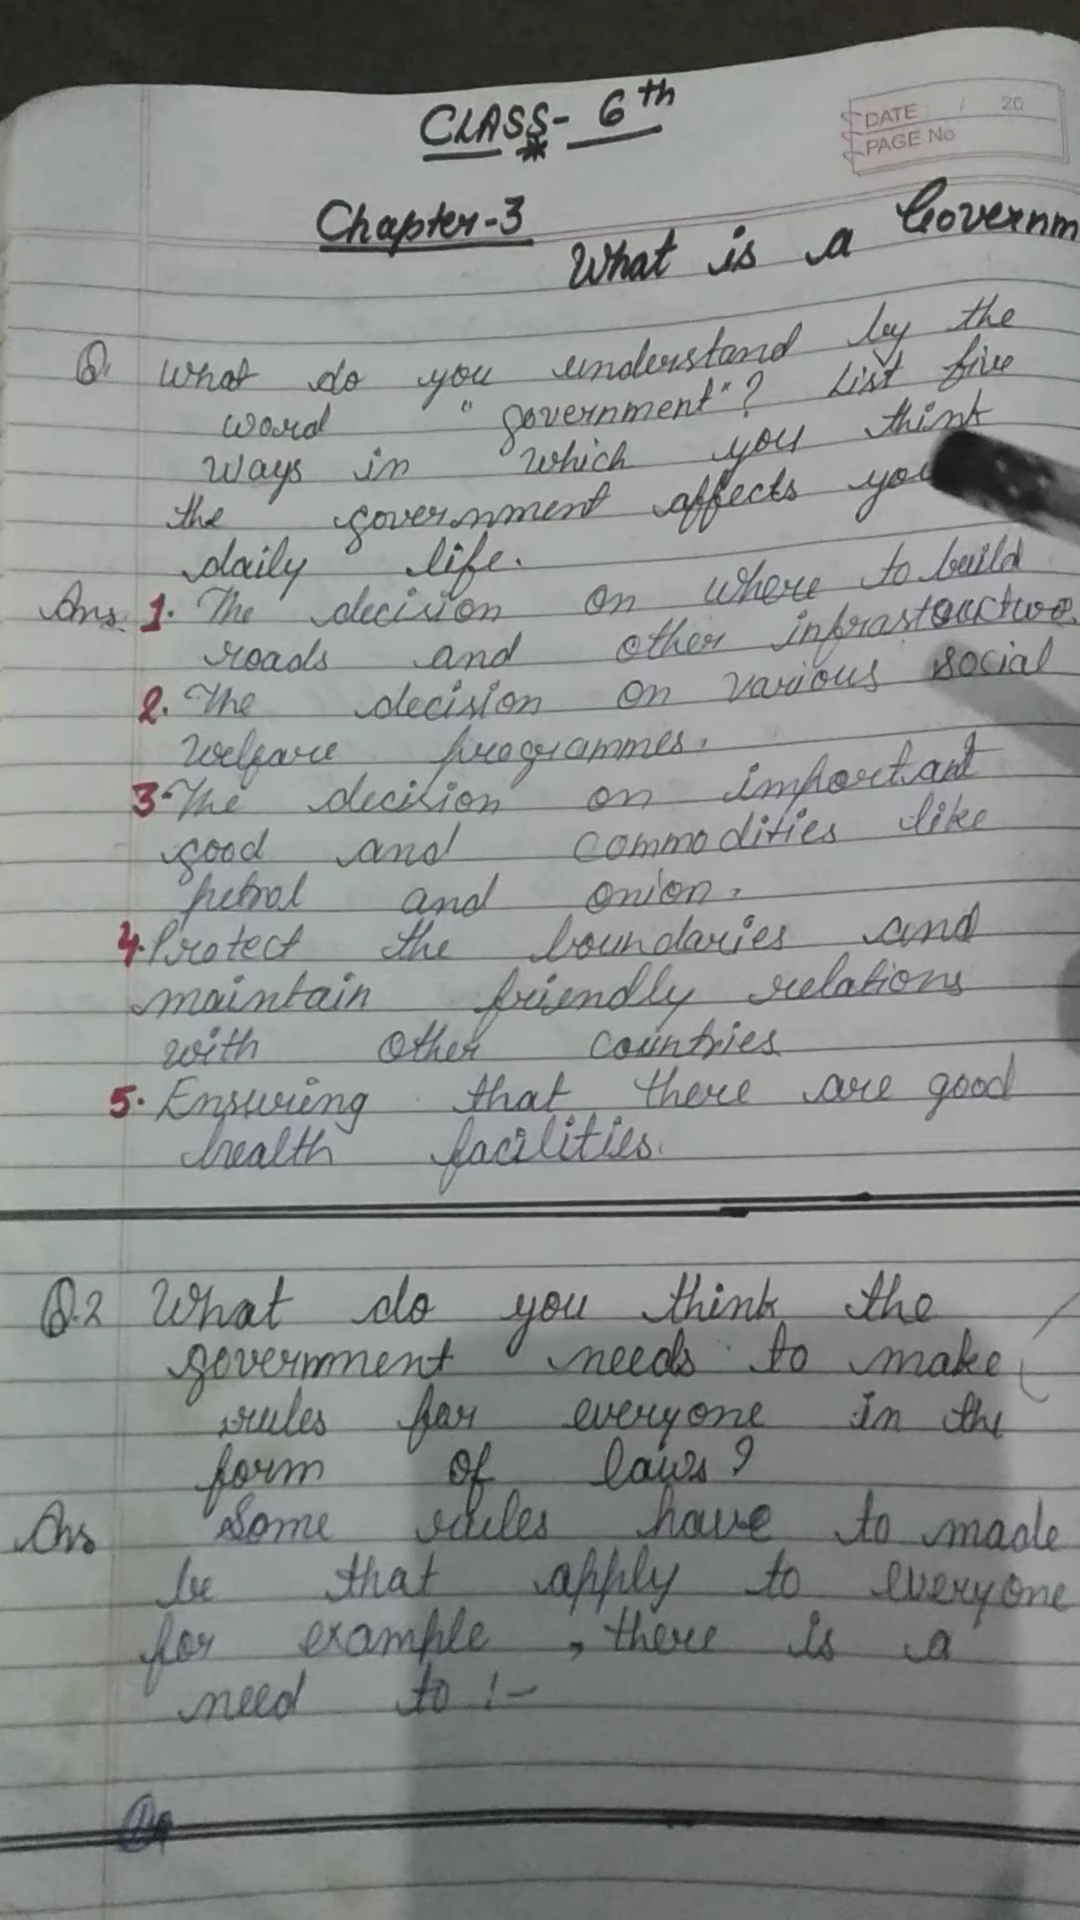 CLASS- 6th
DATE / 20
PAGE No
Chapter-3
What is a Governm
Q. What do you understand by the
word "government"? List five
ways in which you think
the government affects you
daily life.
Ans. 1. The decision on where to build
roads and other infrastructure.
2. The decision on various social
welfare programmes.
3. The decision on important
good and commodities like
petrol and onion.
4. Protect the boundaries and
maintain friendly relations
with other countries
5. Ensuring that there are good
health facilities.
Q.2 What do you think the
government needs to make
rules for everyone in the
form of laws?
Ans Some rules have to made
be that apply to everyone
for example, there is a
need to :-